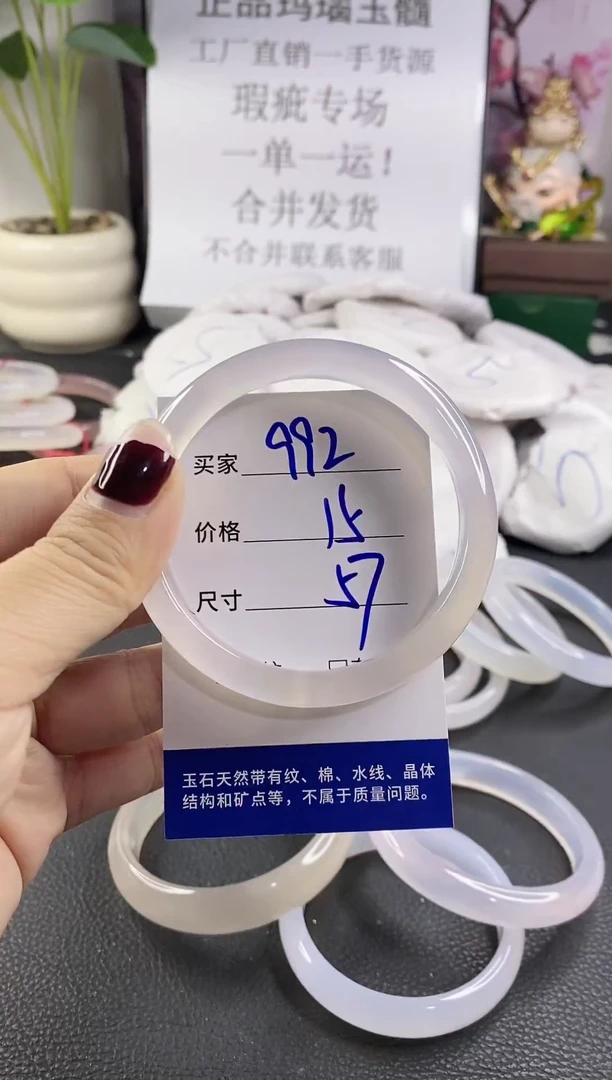 正品玛瑙玉髓
工厂直销一手货源
瑕疵专场
一单一运!
合并发货
不合并联系客服
买家 992
价格 15
尺寸 57
玉石天然带有纹、棉、水线、晶体
结构和矿点等，不属于质量问题。